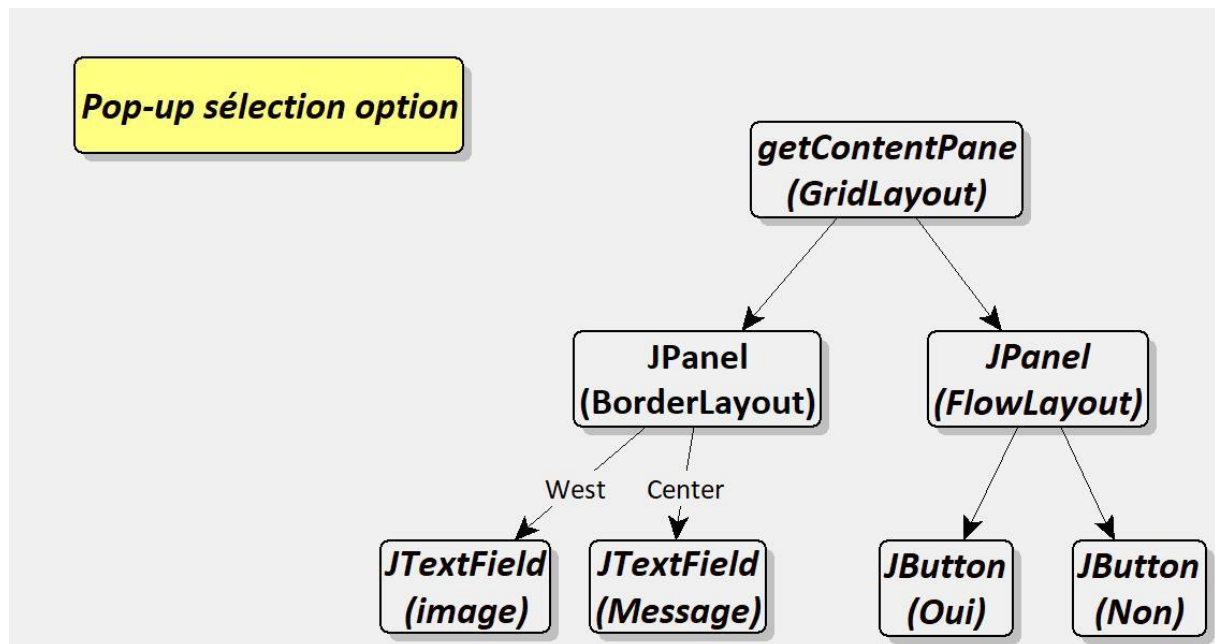 Pop-up sélection option
getContentPane
(GridLayout)
JPanel
(BorderLayout)
JPanel
(FlowLayout)
West
Center
JTextField
(image)
JTextField
(Message)
JButton
(Oui)
JButton
(Non)